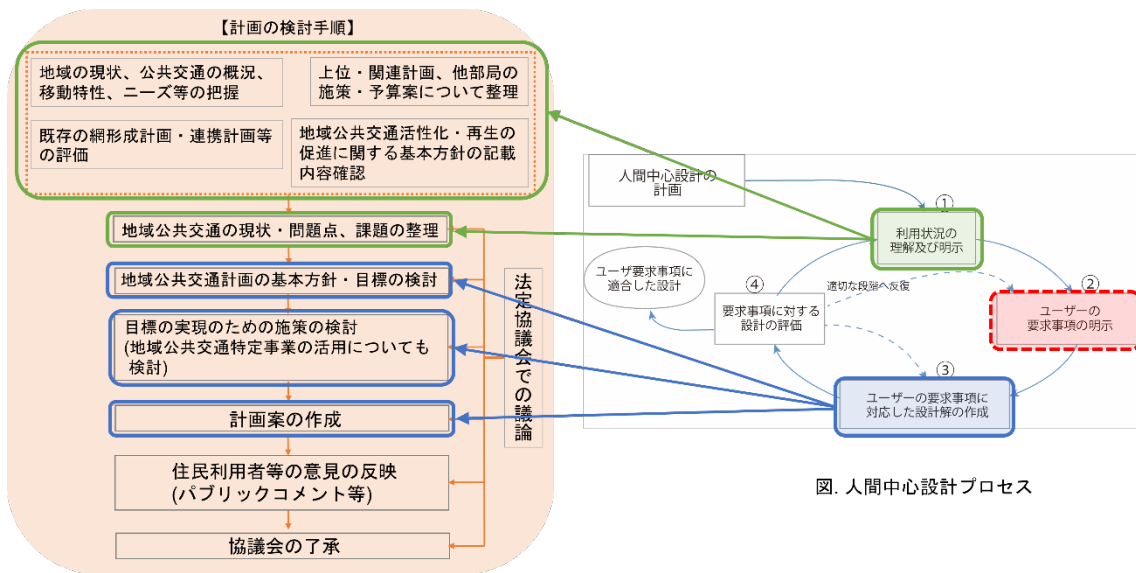 【計画の検討手順】
地域の現状、公共交通の概況、
移動特性、ニーズ等の把握
上位・関連計画、他部局の
施策・予算案について整理
既存の網形成計画・連携計画等
の評価
地域公共交通活性化・再生の
促進に関する基本方針の記載
内容確認
地域公共交通の現状・問題点、課題の整理
地域公共交通計画の基本方針・目標の検討
目標の実現のための施策の検討
(地域公共交通特定事業の活用についても
検討)
計画案の作成
住民利用者等の意見の反映
(パブリックコメント等)
協議会の了承
法定協議会での議論
人間中心設計の
計画
①
利用状況の
理解及び明示
ユーザ要求事項に
適合した設計
④
要求事項に対する
設計の評価
適切な段階へ反復
②
ユーザーの
要求事項の明示
③
ユーザーの要求事項に
対応した設計解の作成
図. 人間中心設計プロセス